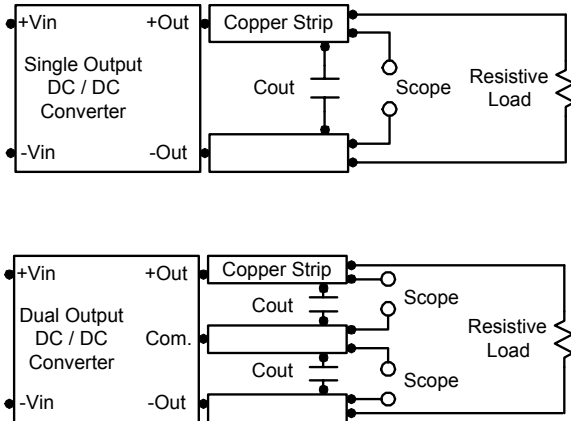 +Vin
+Out
Copper Strip
Single Output
DC / DC
Converter
Cout
Scope
Resistive
Load
-Vin
-Out
+Vin
+Out
Copper Strip
Cout
Scope
Dual Output
DC / DC
Converter
Com.
Resistive
Load
Cout
Scope
-Vin
-Out